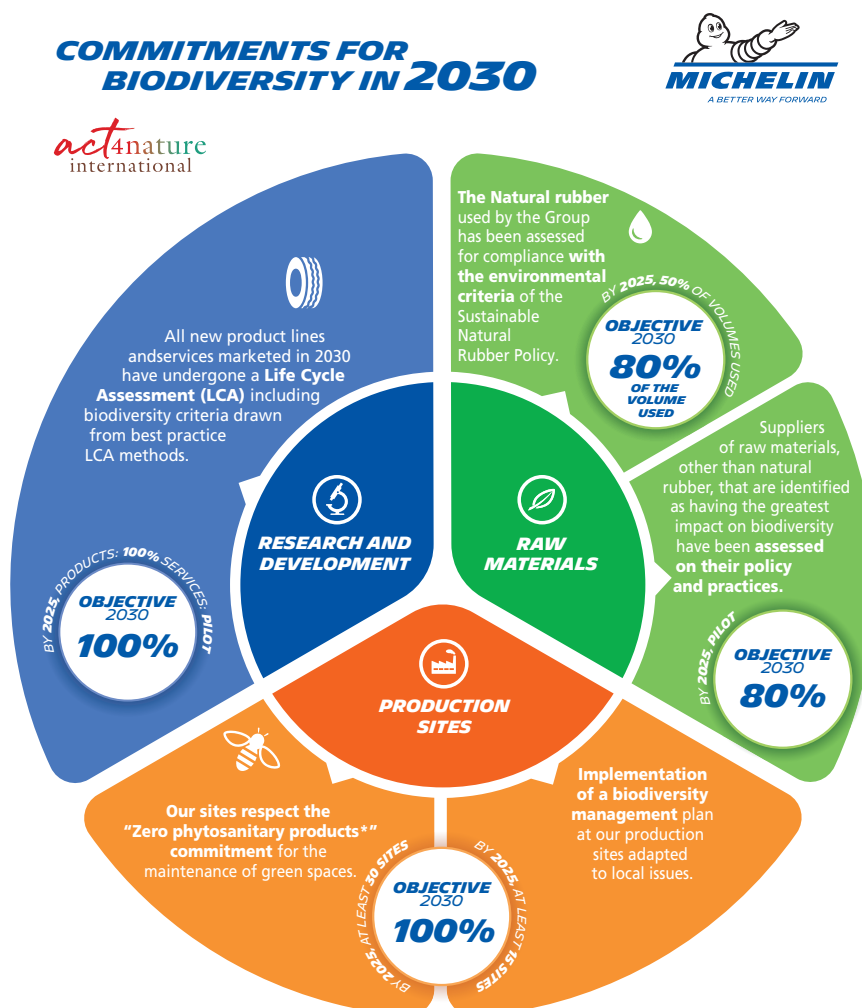 COMMITMENTS FOR
BIODIVERSITY IN 2030
MICHELIN
A BETTER WAY FORWARD
act4nature
international
All new product lines
andservices marketed in 2030
have undergone a Life Cycle
Assessment (LCA) including
biodiversity criteria drawn
from best practice
LCA methods.
BY 2025, PRODUCTS: 100% SERVICES: PILOT
OBJECTIVE
2030
100%
RESEARCH AND
DEVELOPMENT
The Natural rubber
used by the Group
has been assessed
for compliance with
the environmental
criteria of the
Sustainable
Natural
Rubber Policy.
BY 2025, 50% OF VOLUMES USED
OBJECTIVE
2030
80%
OF THE
VOLUME
USED
RAW
MATERIALS
Suppliers
of raw materials,
other than natural
rubber, that are identified
as having the greatest
impact on biodiversity
have been assessed
on their policy
and practices.
BY 2025, PILOT
OBJECTIVE
2030
80%
PRODUCTION
SITES
Our sites respect the
“Zero phytosanitary products*”
commitment for the
maintenance of green spaces.
BY 2025, AT LEAST 30 SITES
OBJECTIVE
2030
100%
BY 2025, AT LEAST 15 SITES
Implementation
of a biodiversity
management plan
at our production
sites adapted
to local issues.